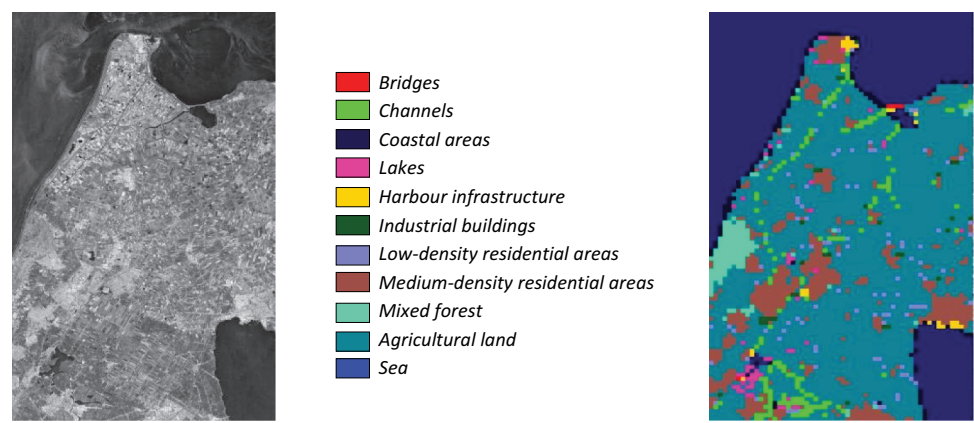 Bridges
Channels
Coastal areas
Lakes
Harbour infrastructure
Industrial buildings
Low-density residential areas
Medium-density residential areas
Mixed forest
Agricultural land
Sea